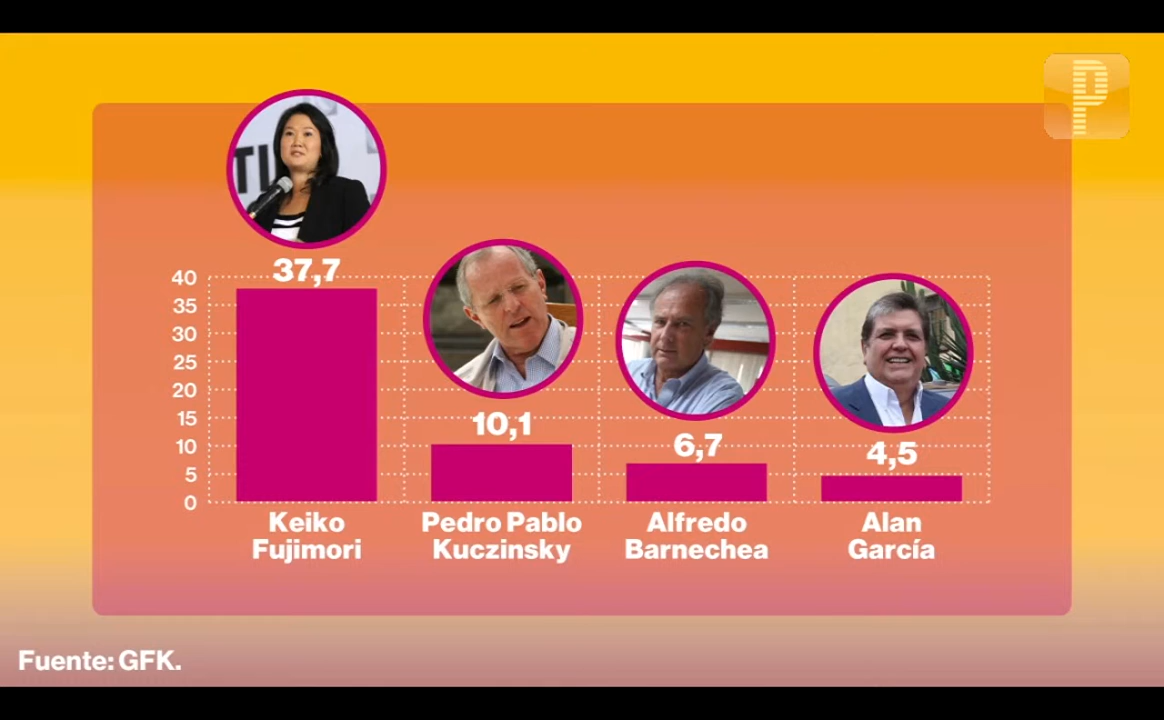 37,7
10,1
6,7
4,5
40
35
30
25
20
15
10
5
0
Keiko
Fujimori
Pedro Pablo
Kuczinsky
Alfredo
Barnechea
Alan
García
Fuente: GFK.
P